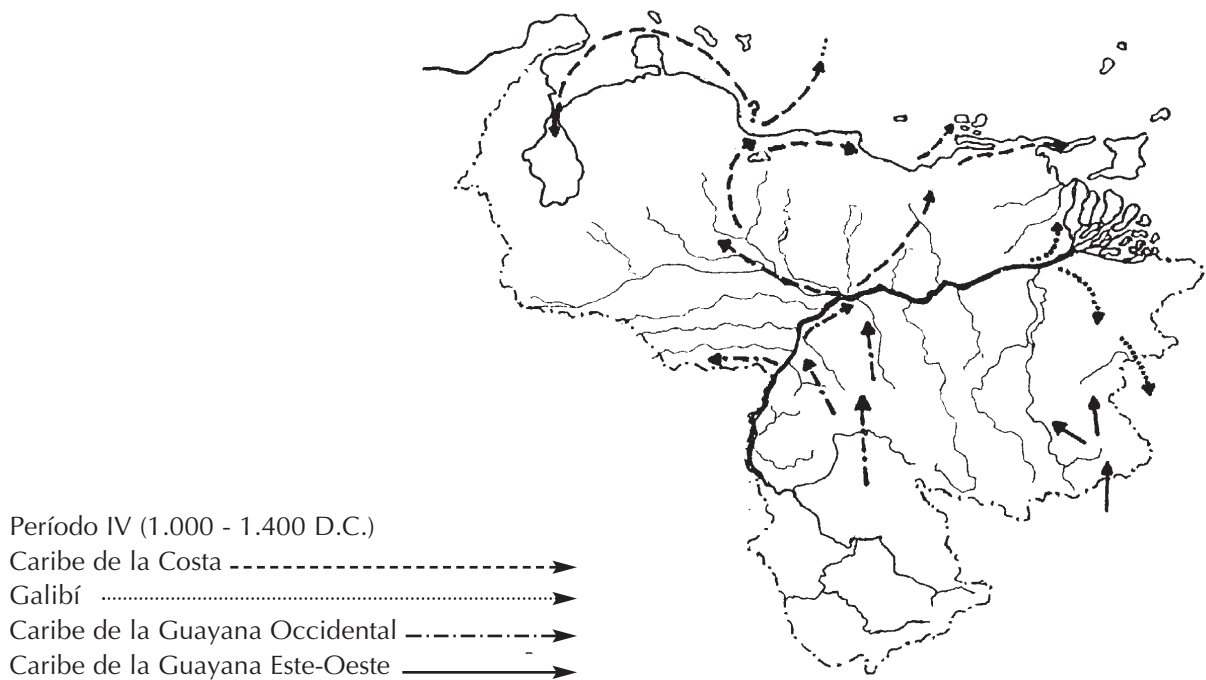 Período IV (1.000 - 1.400 D.C.)
Caribe de la Costa
Galibí
Caribe de la Guayana Occidental
Caribe de la Guayana Este-Oeste